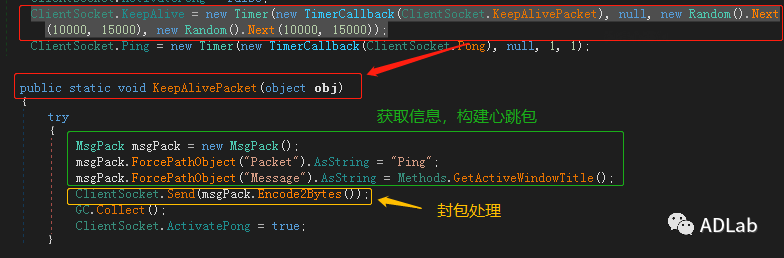 ClientSocket.KeepAlive = new Timer(new TimerCallback(ClientSocket.KeepAlivePacket), null, new Random().Next
(10000, 15000), new Random().Next(10000, 15000));
ClientSocket.Ping = new Timer(new TimerCallback(ClientSocket.Pong), null, 1, 1);
public static void KeepAlivePacket(object obj)
{
try
获取信息，构建心跳包
{
MsgPack msgPack = new MsgPack();
msgPack.ForcePathObject("Packet").AsString = "Ping";
msgPack.ForcePathObject("Message").AsString = Methods.GetActiveWindowTitle();
ClientSocket.Send(msgPack.Encode2Bytes());
GC.Collect();
封包处理
ClientSocket.ActivatePong = true;
}
ADLab